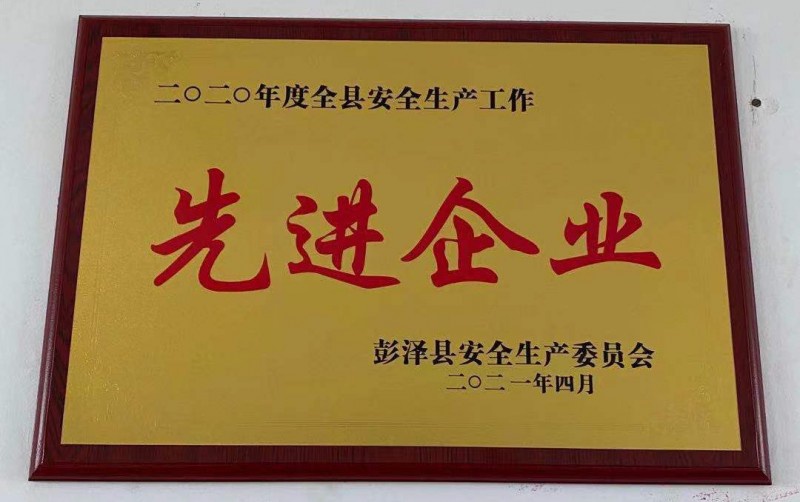 二〇二〇年度全县安全生产工作
先进企业
彭泽县安全生产委员会
二〇二一年四月